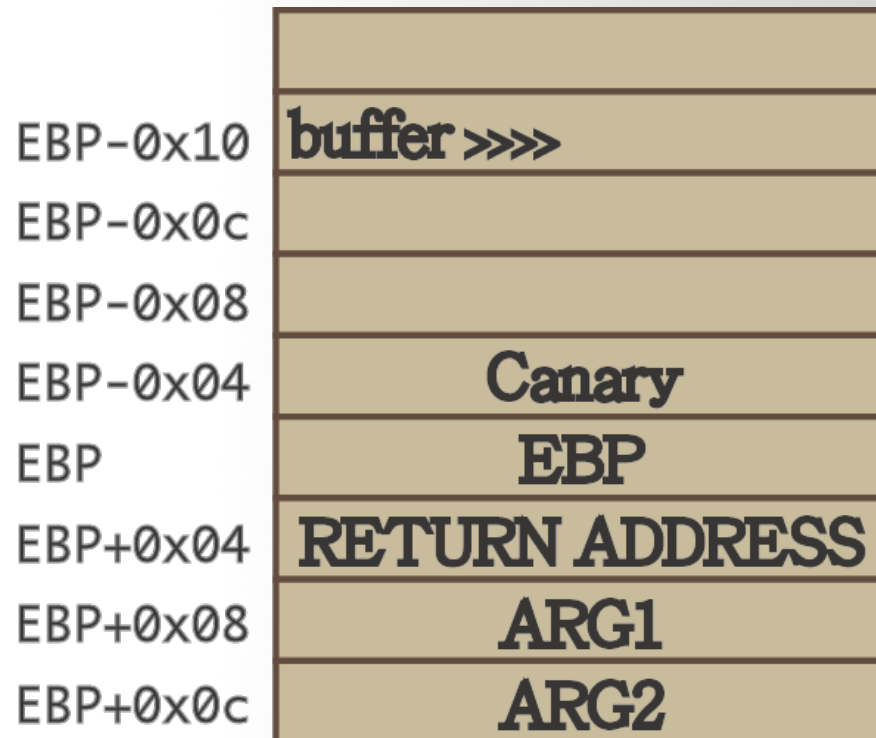 EBP-0x10 buffer >>>>
EBP-0x0c
EBP-0x08
EBP-0x04 Canary
EBP EBP
EBP+0x04 RETURN ADDRESS
EBP+0x08 ARG1
EBP+0x0c ARG2